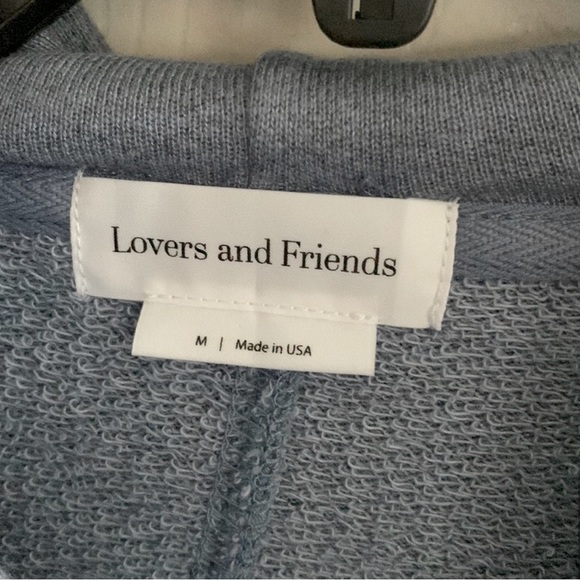 Lovers and Friends
M | Made in USA